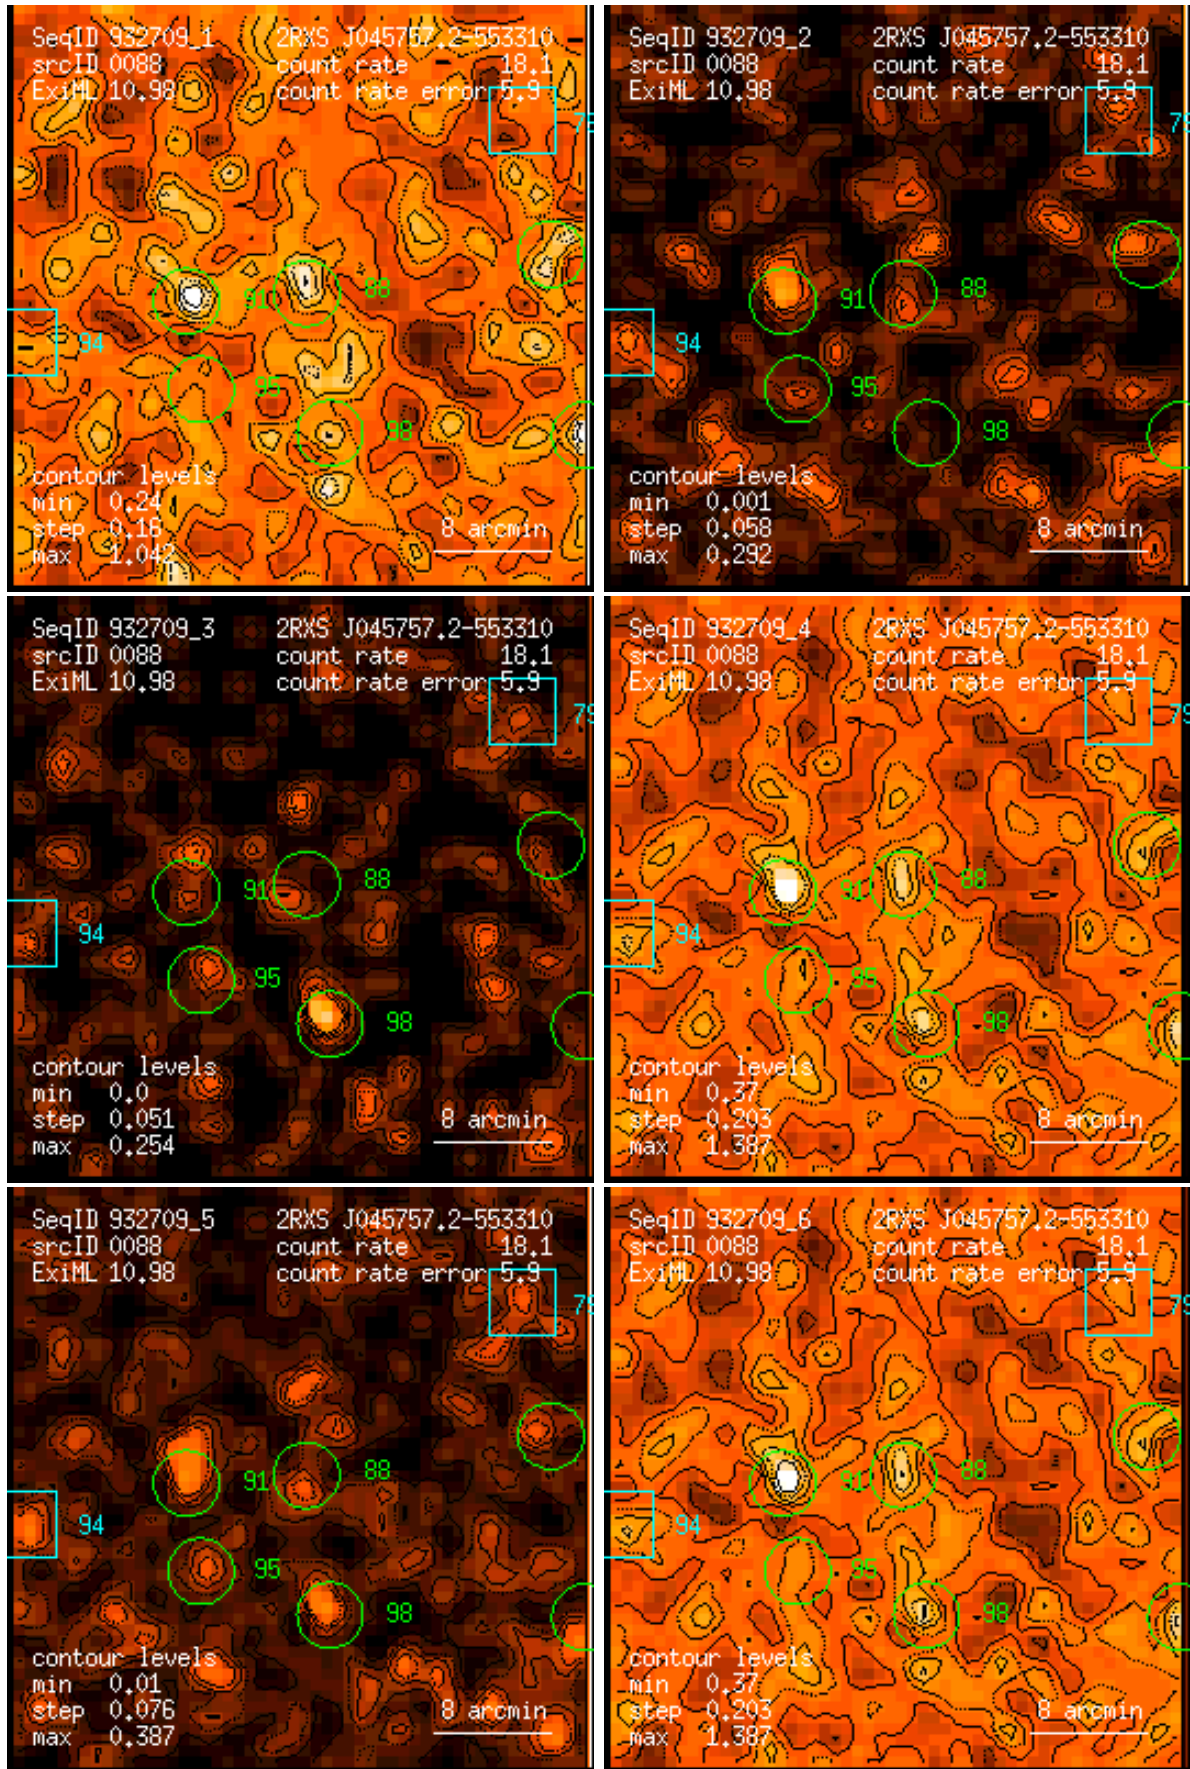 SeqID 932709_1 2RXS J045757.2-553310
srcID 0088 count rate 18.1
ExiML 10.98 count rate error 5.9
79
91 88
94
95
98
contour levels
min 0.24
step 0.16 8 arcmin
max 1.042
SeqID 932709_2 2RXS J045757.2-553310
srcID 0088 count rate 18.1
ExiML 10.98 count rate error 5.9
79
91 88
94
95
98
contour levels
min 0.001
step 0.058 8 arcmin
max 0.292
SeqID 932709_3 2RXS J045757.2-553310
srcID 0088 count rate 18.1
ExiML 10.98 count rate error 5.9
79
91 88
94
95
98
contour levels
min 0.0
step 0.051 8 arcmin
max 0.254
SeqID 932709_4 2RXS J045757.2-553310
srcID 0088 count rate 18.1
ExiML 10.98 count rate error 5.9
79
91 88
94
95
98
contour levels
min 0.37
step 0.203 8 arcmin
max 1.387
SeqID 932709_5 2RXS J045757.2-553310
srcID 0088 count rate 18.1
ExiML 10.98 count rate error 5.9
79
91 88
94
95
98
contour levels
min 0.01
step 0.076 8 arcmin
max 0.387
SeqID 932709_6 2RXS J045757.2-553310
srcID 0088 count rate 18.1
ExiML 10.98 count rate error 5.9
79
91 88
94
95
98
contour levels
min 0.37
step 0.203 8 arcmin
max 1.387